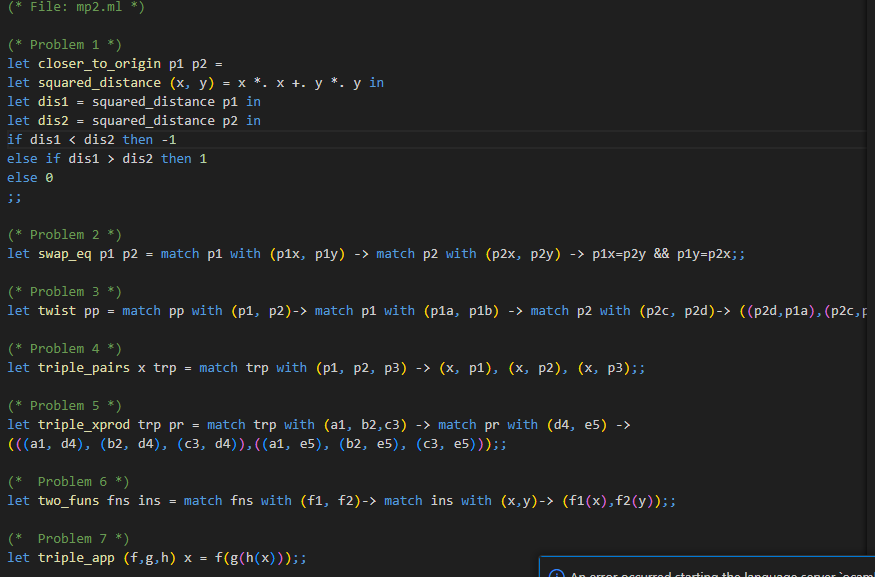 (* File: mp2.ml *)
(* Problem 1 *)
let closer_to_origin p1 p2 =
let squared_distance (x, y) = x *. x +. y *. y in
let dis1 = squared_distance p1 in
let dis2 = squared_distance p2 in
if dis1 < dis2 then -1
else if dis1 > dis2 then 1
else 0
;;
(* Problem 2 *)
let swap_eq p1 p2 = match p1 with (p1x, p1y) -> match p2 with (p2x, p2y) -> p1x=p2y && p1y=p2x;;
(* Problem 3 *)
let twist pp = match pp with (p1, p2)-> match p1 with (p1a, p1b) -> match p2 with (p2c, p2d)-> ((p2d,p1a),(p2c,p
(* Problem 4 *)
let triple_pairs x trp = match trp with (p1, p2, p3) -> (x, p1), (x, p2), (x, p3);;
(* Problem 5 *)
let triple_xprod trp pr = match trp with (a1, b2,c3) -> match pr with (d4, e5) ->
(((a1, d4), (b2, d4), (c3, d4)),((a1, e5), (b2, e5), (c3, e5)));;
(*  Problem 6 *)
let two_funs fns ins = match fns with (f1, f2)-> match ins with (x,y)-> (f1(x),f2(y));;
(*  Problem 7 *)
let triple_app (f,g,h) x = f(g(h(x)));;
An error occurred starting the language server `ocaml